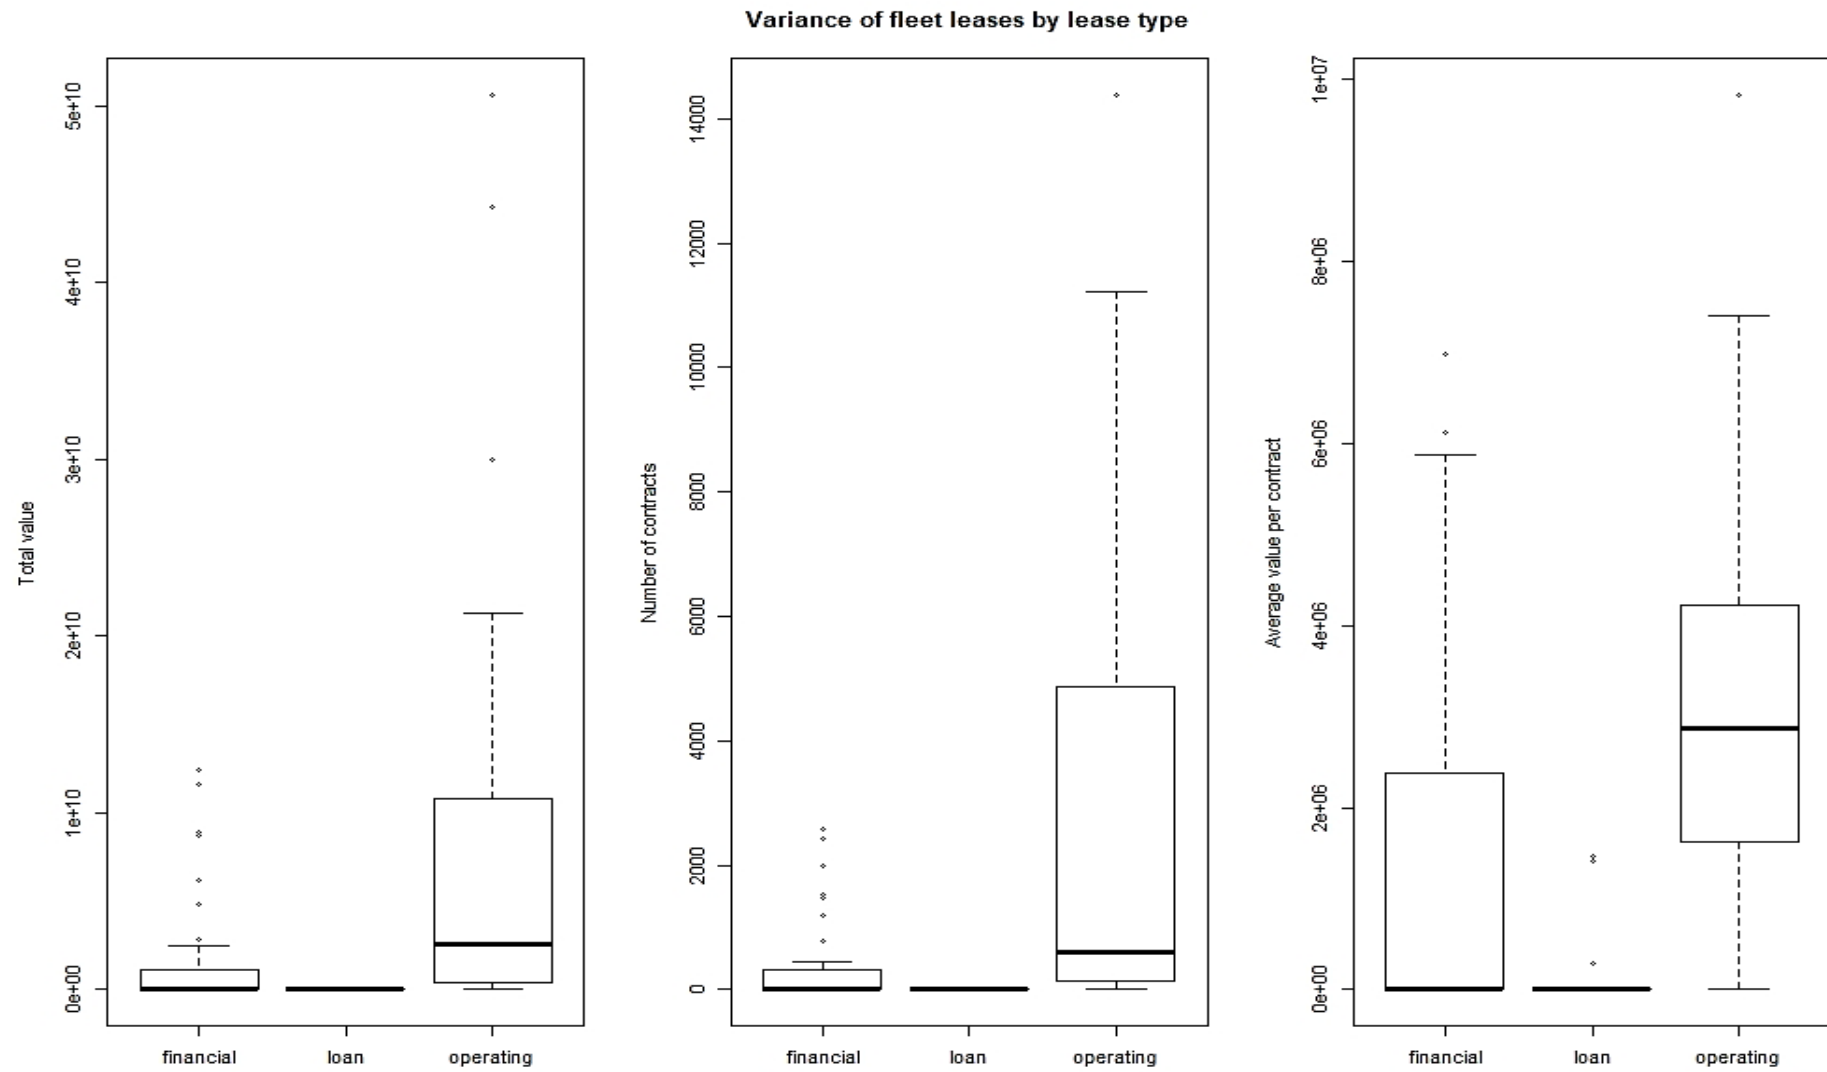 Variance of fleet leases by lease type
Total value
0e+00
1e+10
2e+10
3e+10
4e+10
5e+10
financial
loan
operating
Number of contracts
0
2000
4000
6000
8000
10000
12000
14000
financial
loan
operating
Average value per contract
0e+00
2e+06
4e+06
6e+06
8e+06
1e+07
financial
loan
operating